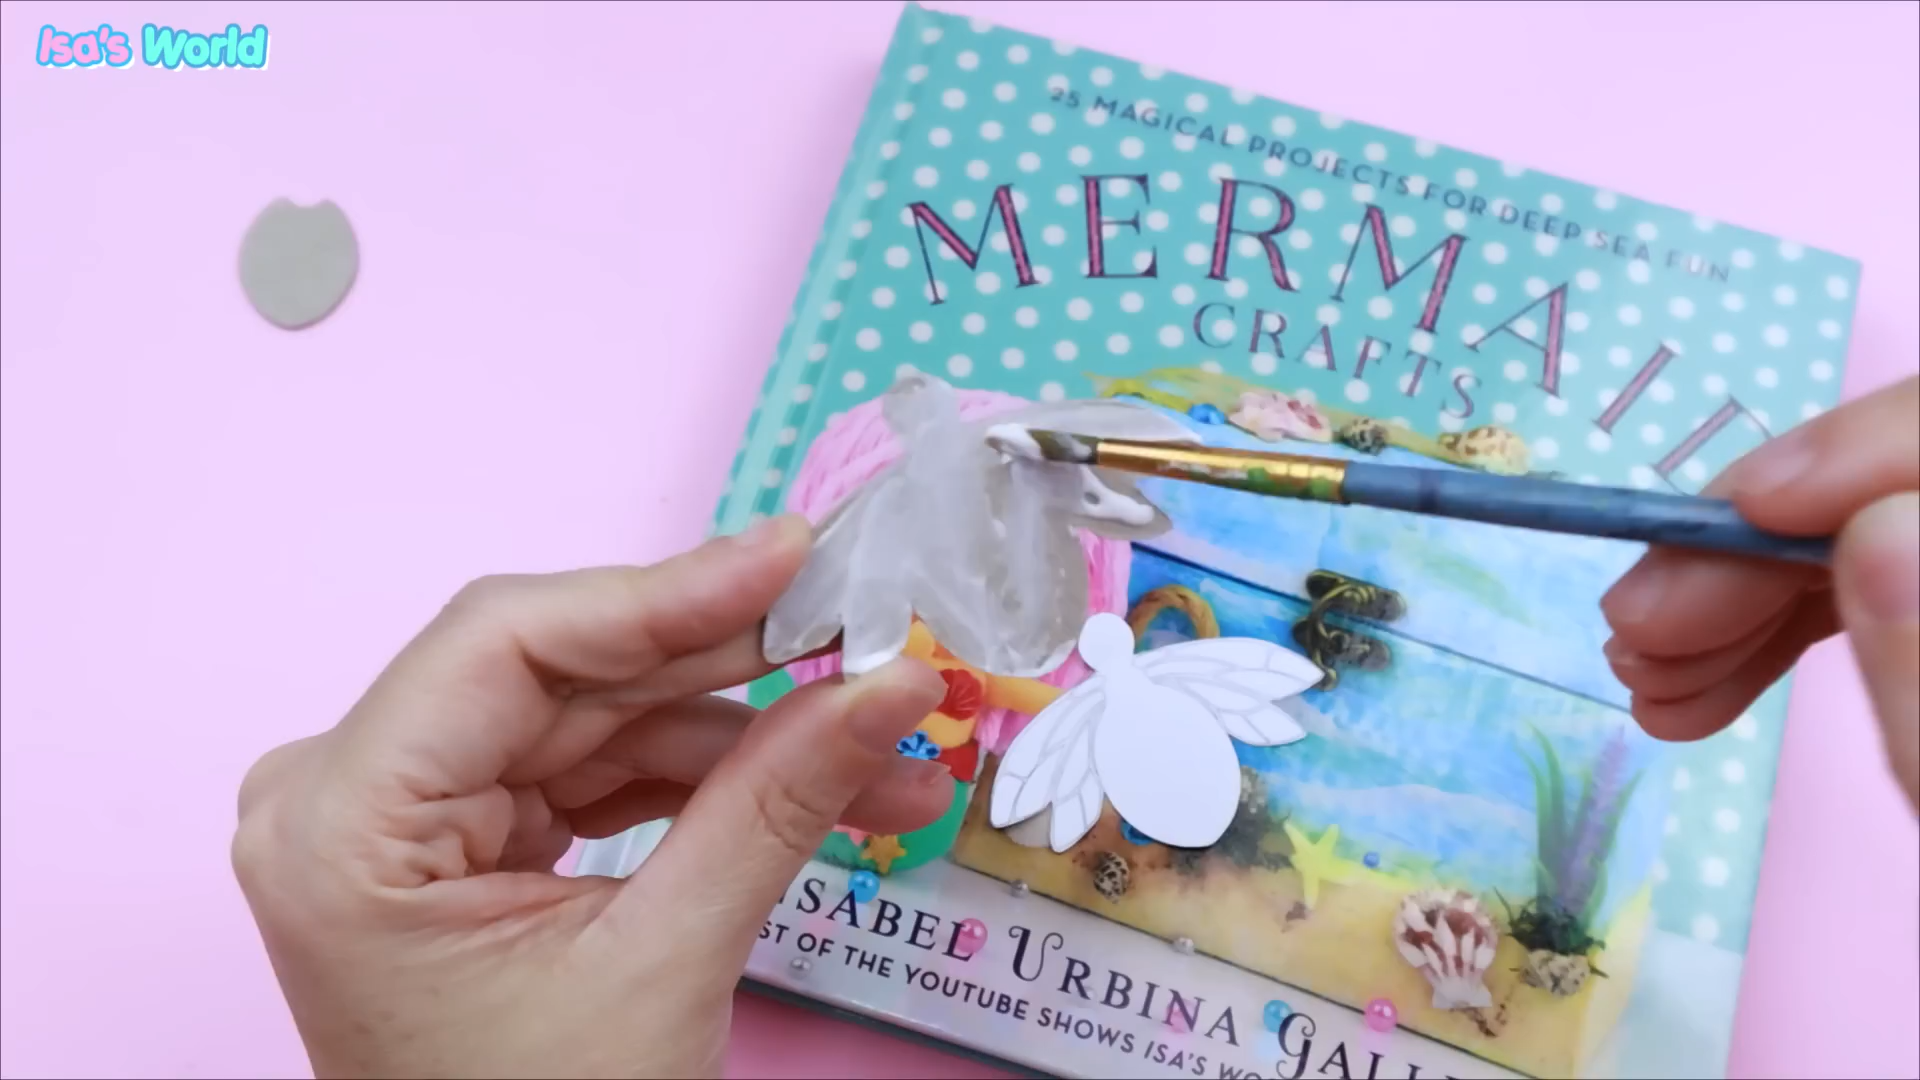 Isa's World
25 MAGICAL PROJECTS FOR DEEP SEA FUN
MERMAID
CRAFTS
ISABEL URBINA GALL
ST OF THE YOUTUBE SHOWS ISA'S WO